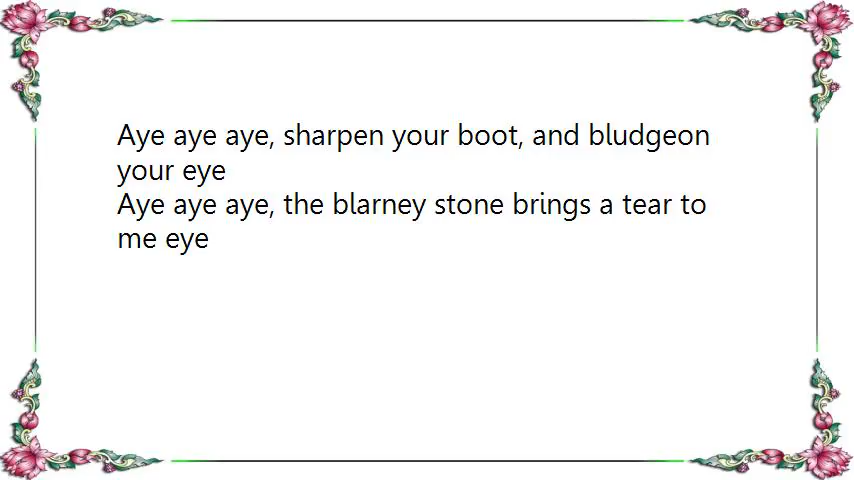 Aye aye aye, sharpen your boot, and bludgeon
your eye
Aye aye aye, the blarney stone brings a tear to
me eye